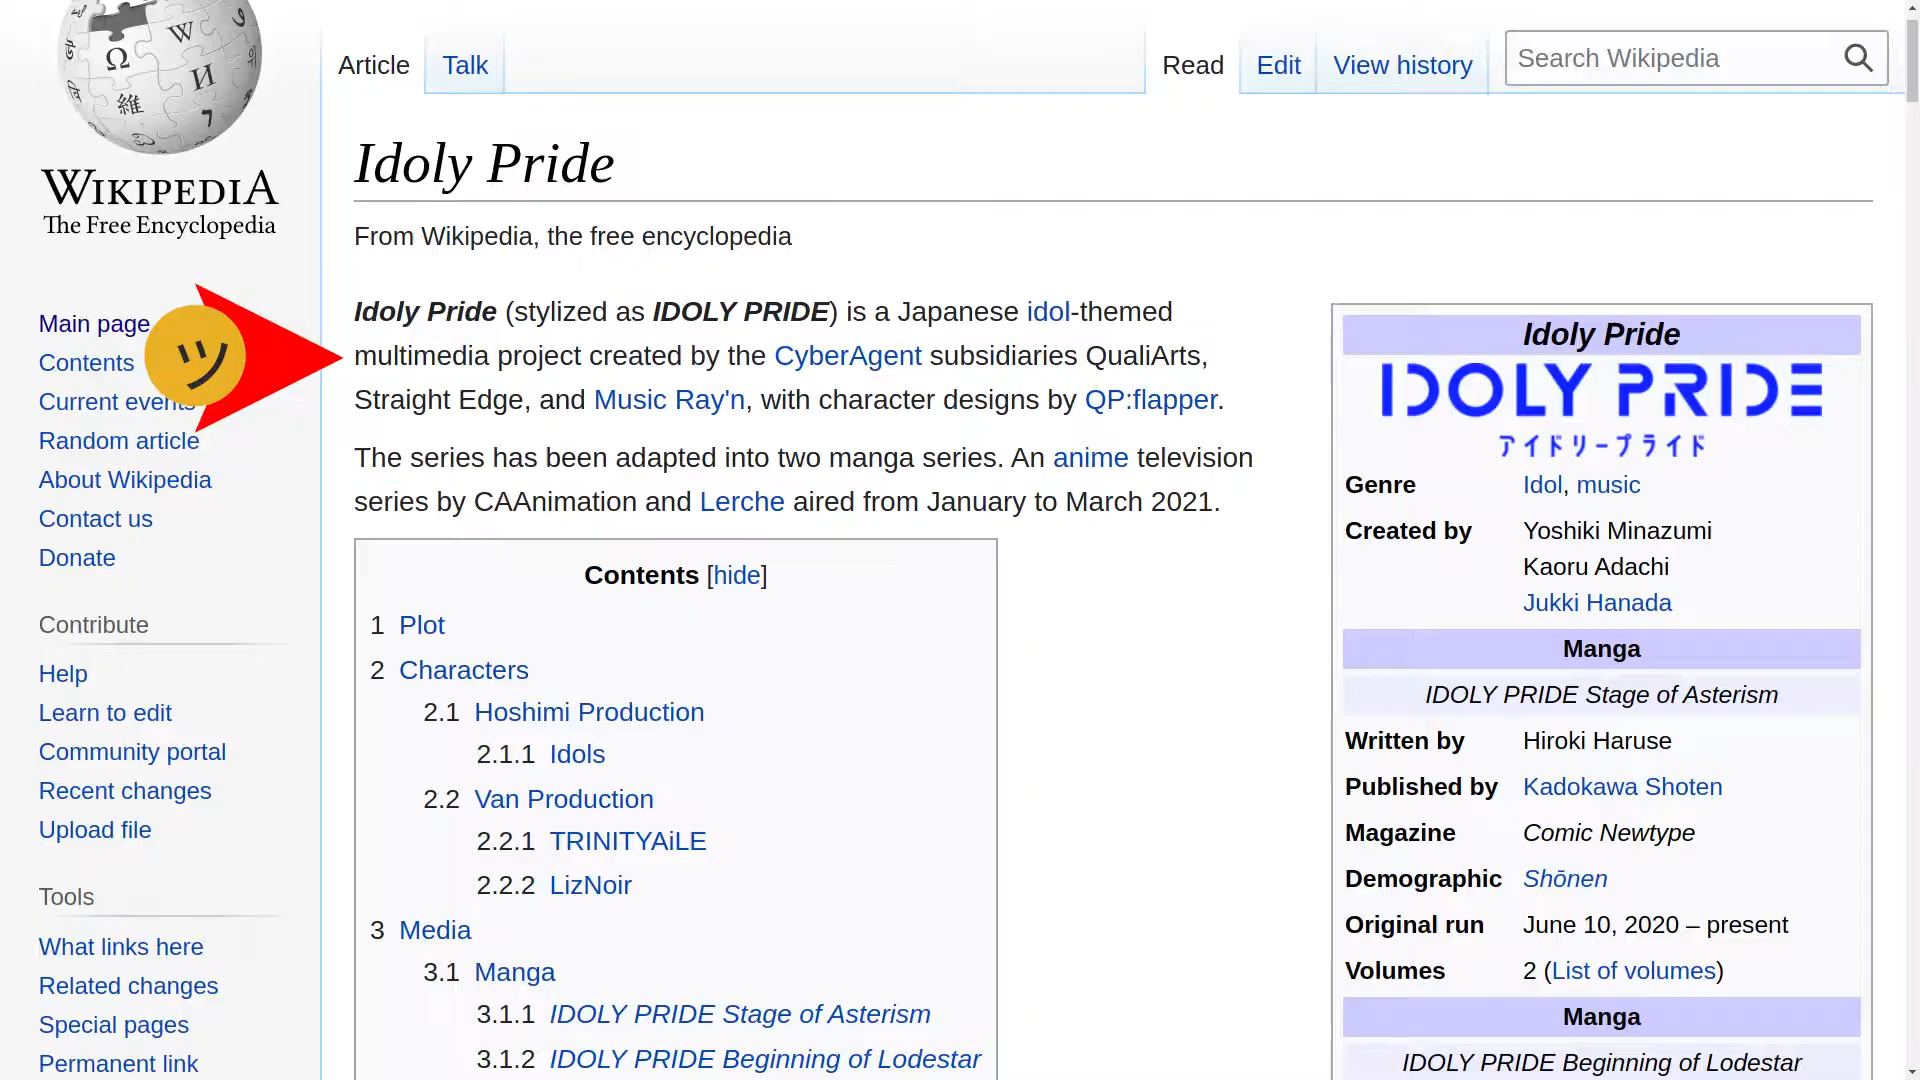 WIKIPEDIA
The Free Encyclopedia
Main page
Contents
Current events
Random article
About Wikipedia
Contact us
Donate
Contribute
Help
Learn to edit
Community portal
Recent changes
Upload file
Tools
What links here
Related changes
Special pages
Permanent link
Article
Talk
Read
Edit
View history
Search Wikipedia
Idoly Pride
From Wikipedia, the free encyclopedia
Idoly Pride (stylized as IDOLY PRIDE) is a Japanese idol-themed
multimedia project created by the CyberAgent subsidiaries QualiArts,
Straight Edge, and Music Ray'n, with character designs by QP:flapper.
The series has been adapted into two manga series. An anime television
series by CAAnimation and Lerche aired from January to March 2021.
Contents [hide]
1 Plot
2 Characters
2.1 Hoshimi Production
2.1.1 Idols
2.2 Van Production
2.2.1 TRINITYAiLE
2.2.2 LizNoir
3 Media
3.1 Manga
3.1.1 IDOLY PRIDE Stage of Asterism
3.1.2 IDOLY PRIDE Beginning of Lodestar
Idoly Pride
IDOLY PRIDE
アイドリープライド
Genre Idol, music
Created by Yoshiki Minazumi
Kaoru Adachi
Jukki Hanada
Manga
IDOLY PRIDE Stage of Asterism
Written by Hiroki Haruse
Published by Kadokawa Shoten
Magazine Comic Newtype
Demographic Shōnen
Original run June 10, 2020 – present
Volumes 2 (List of volumes)
Manga
IDOLY PRIDE Beginning of Lodestar